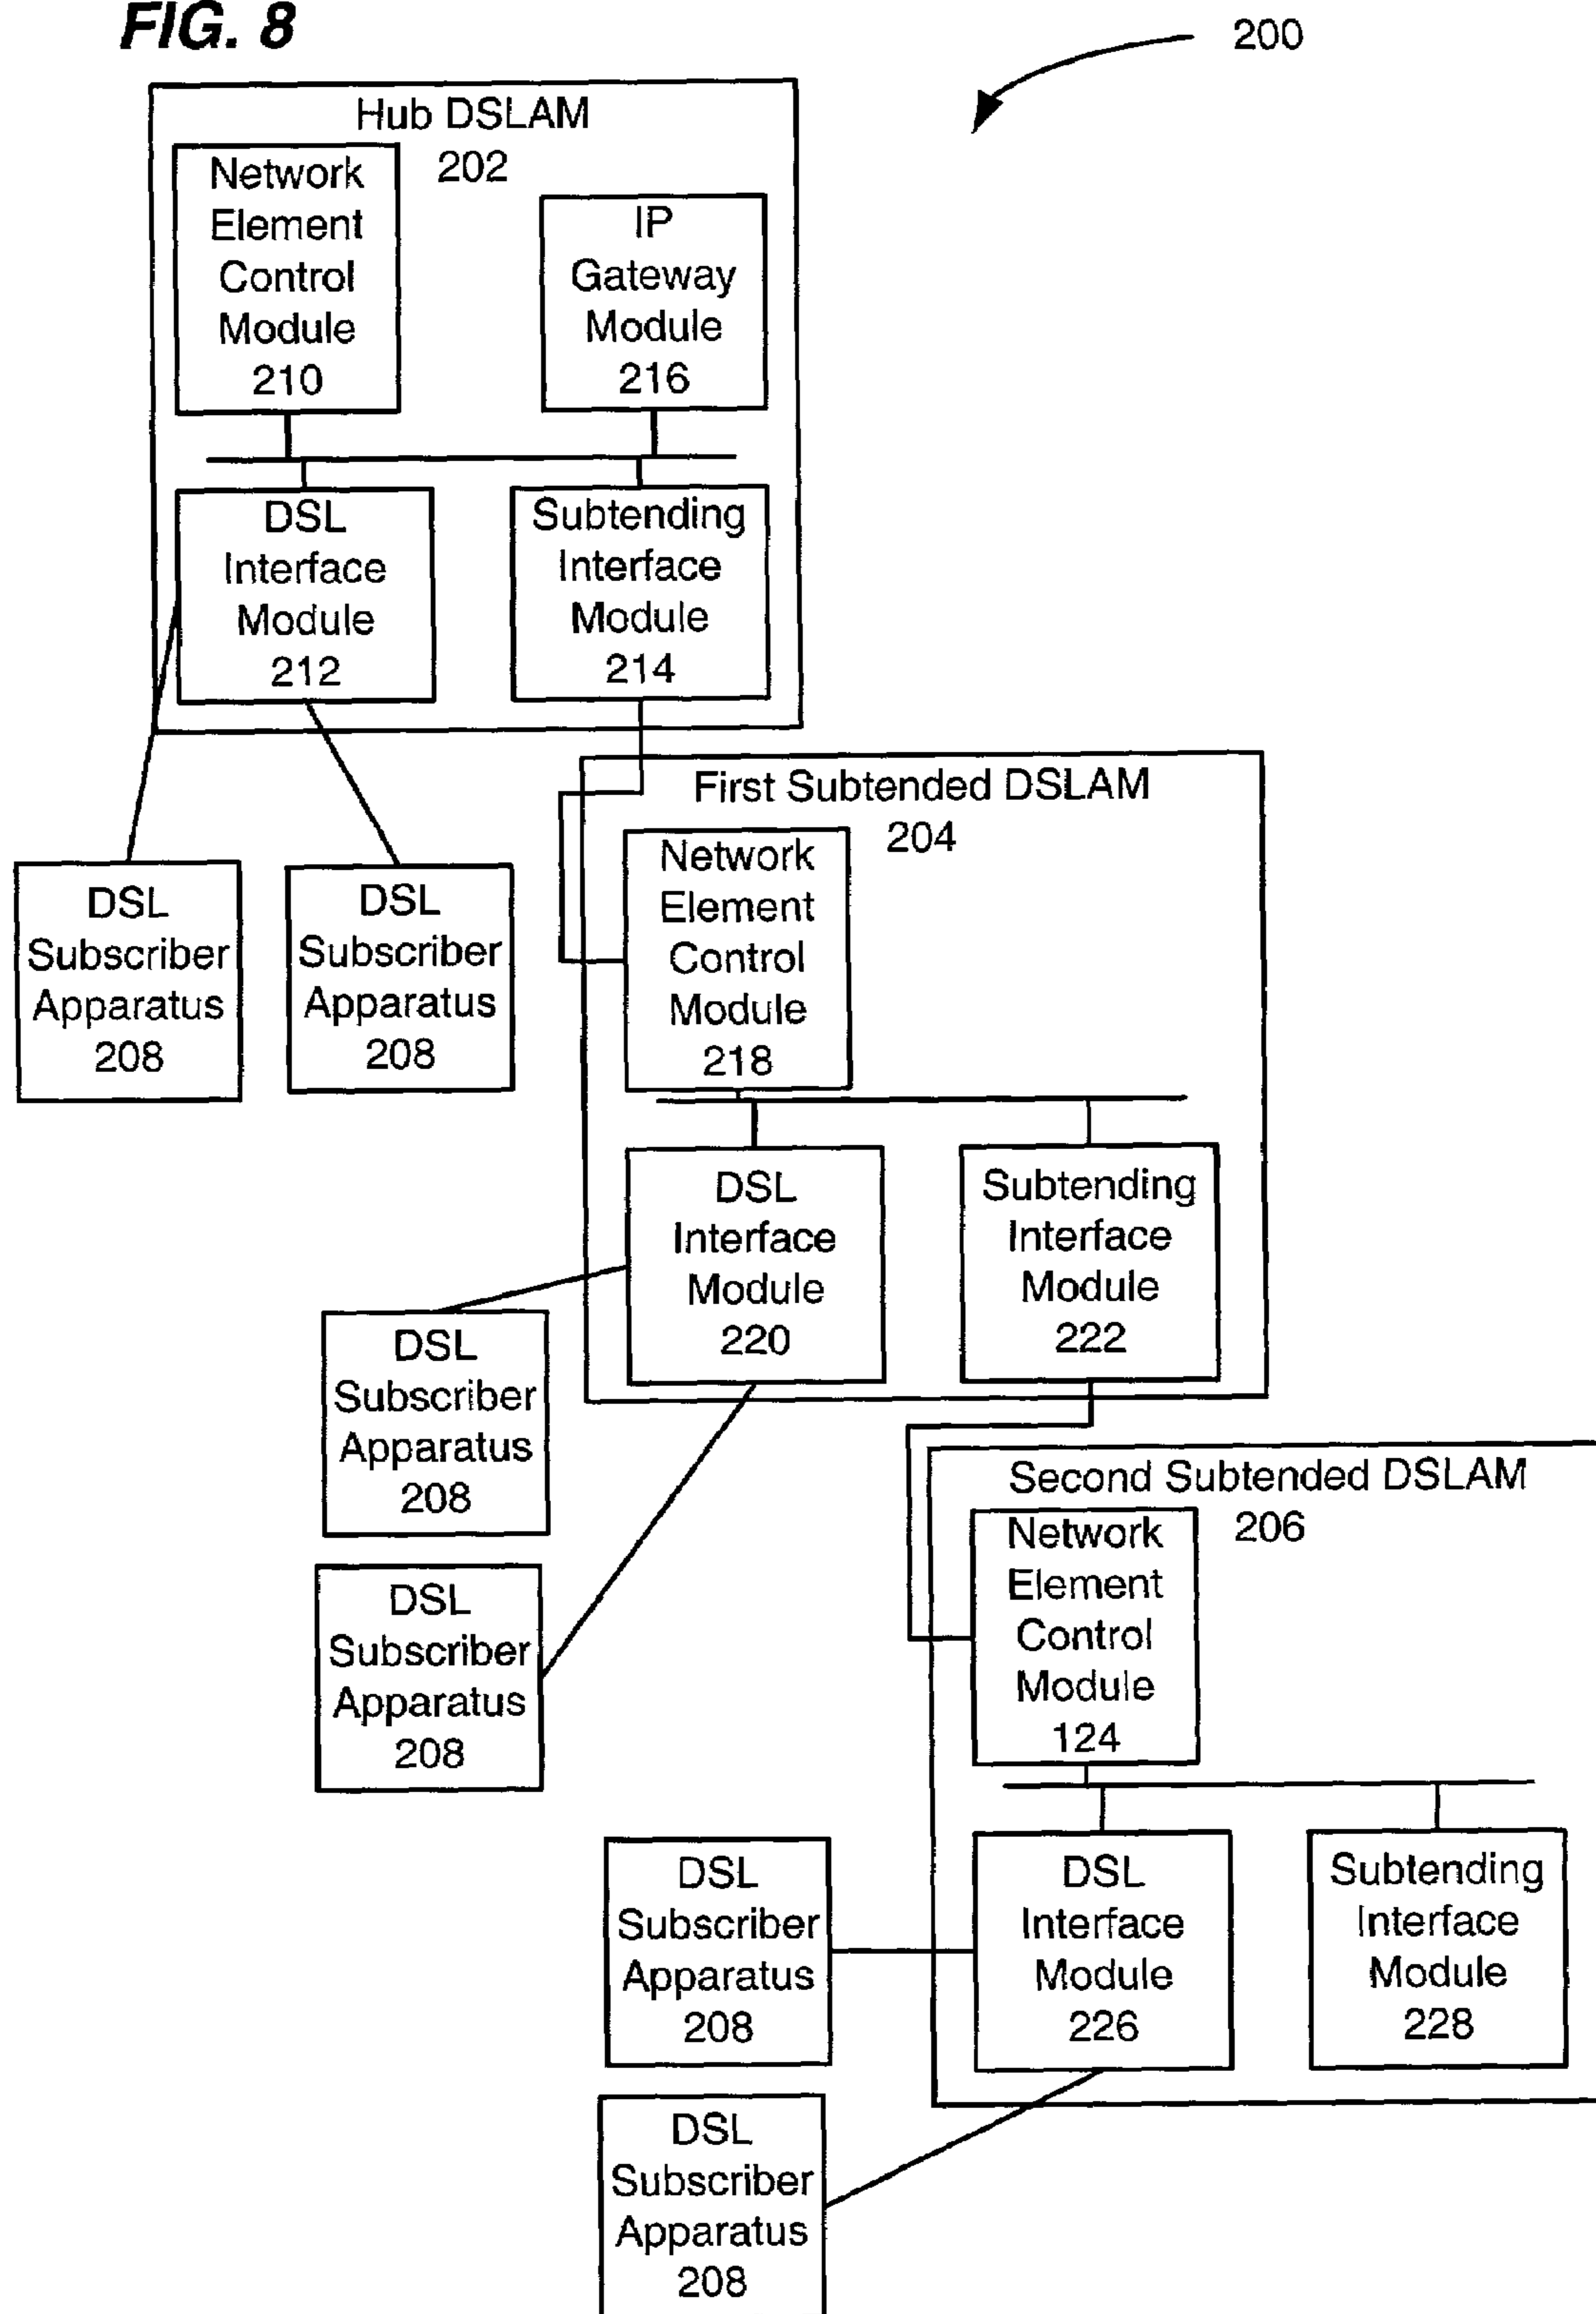 FIG. 8
200
Hub DSLAM
202
Network
Element
Control
Module
210
IP
Gateway
Module
216
DSL
Interface
Module
212
Subtending
Interface
Module
214
First Subtended DSLAM
204
Network
Element
Control
Module
218
DSL
Subscriber
Apparatus
208
DSL
Subscriber
Apparatus
208
DSL
Interface
Module
220
Subtending
Interface
Module
222
DSL
Subscriber
Apparatus
208
DSL
Subscriber
Apparatus
208
Second Subtended DSLAM
206
Network
Element
Control
Module
124
DSL
Interface
Module
226
Subtending
Interface
Module
228
DSL
Subscriber
Apparatus
208
DSL
Subscriber
Apparatus
208